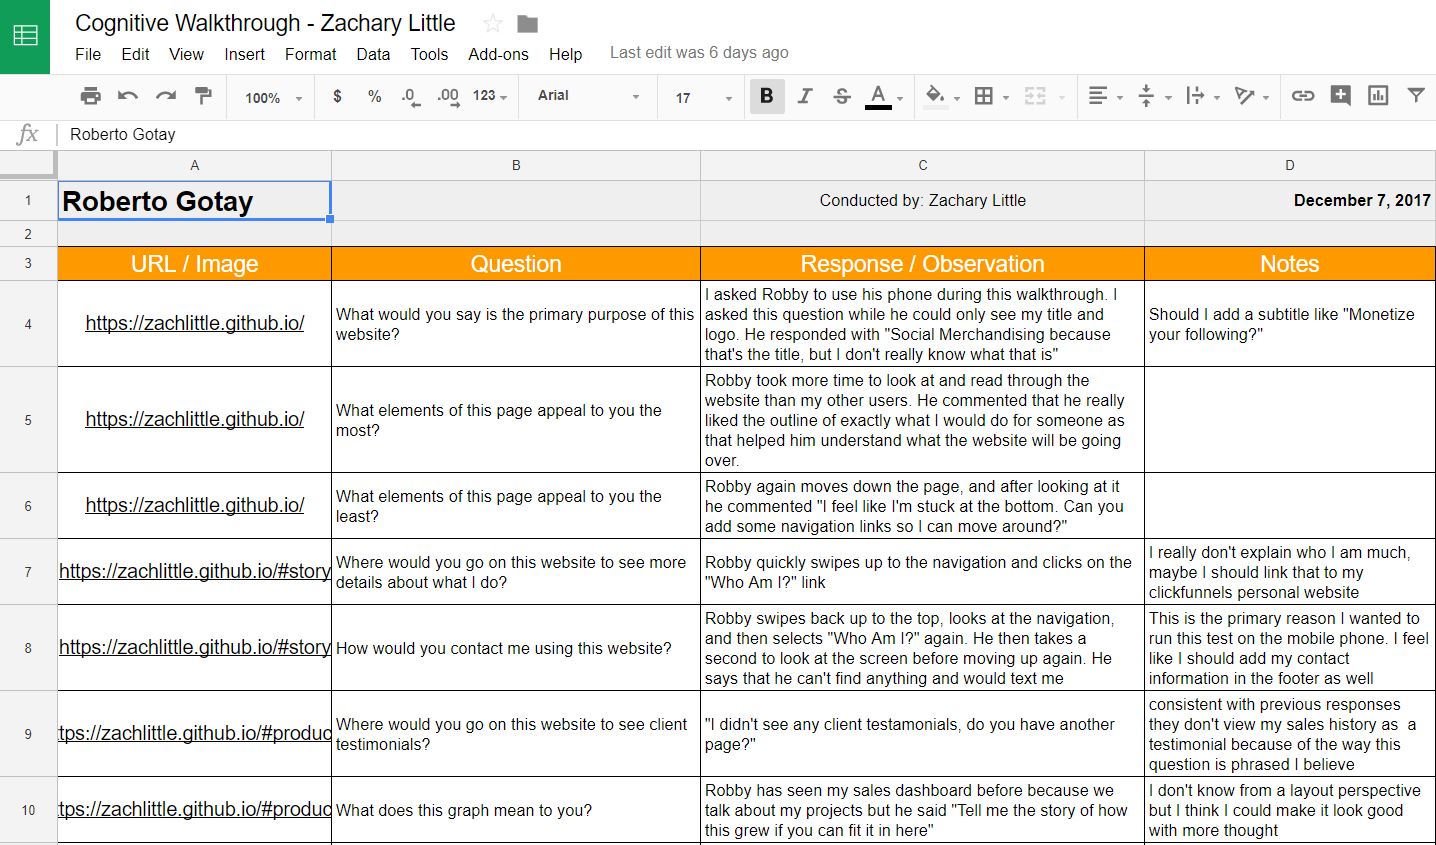 Cognitive Walkthrough - Zachary Little
File Edit View Insert Format Data Tools Add-ons Help Last edit was 6 days ago
100% $ % .0 .00 123 Arial 17 B I S A
fx Roberto Gotay
A B C D
1 Roberto Gotay Conducted by: Zachary Little December 7, 2017
2
3 URL / Image Question Response / Observation Notes
4
https://zachlittle.github.io/
What would you say is the primary purpose of this
website?
I asked Robby to use his phone during this walkthrough. I
asked this question while he could only see my title and
logo. He responded with "Social Merchandising because
that's the title, but I don't really know what that is"
Should I add a subtitle like "Monetize
your following?"
5
https://zachlittle.github.io/
What elements of this page appeal to you the
most?
Robby took more time to look at and read through the
website than my other users. He commented that he really
liked the outline of exactly what I would do for someone as
that helped him understand what the website will be going
over.
6
https://zachlittle.github.io/
What elements of this page appeal to you the
least?
Robby again moves down the page, and after looking at it
he commented "I feel like I'm stuck at the bottom. Can you
add some navigation links so I can move around?"
7
https://zachlittle.github.io/#story
Where would you go on this website to see more
details about what I do?
Robby quickly swipes up to the navigation and clicks on the
"Who Am I?" link
I really don't explain who I am much,
maybe I should link that to my
clickfunnels personal website
8
https://zachlittle.github.io/#story
How would you contact me using this website?
Robby swipes back up to the top, looks at the navigation,
and then selects "Who Am I?" again. He then takes a
second to look at the screen before moving up again. He
says that he can't find anything and would text me
This is the primary reason I wanted to
run this test on the mobile phone. I feel
like I should add my contact
information in the footer as well
9
tps://zachlittle.github.io/#produc
Where would you go on this website to see client
testimonials?
"I didn't see any client testamonials, do you have another
page?"
consistent with previous responses
they don't view my sales history as a
testimonial because of the way this
question is phrased I believe
10
tps://zachlittle.github.io/#produc
What does this graph mean to you?
Robby has seen my sales dashboard before because we
talk about my projects but he said "Tell me the story of how
this grew if you can fit it in here"
I don't know from a layout perspective
but I think I could make it look good
with more thought